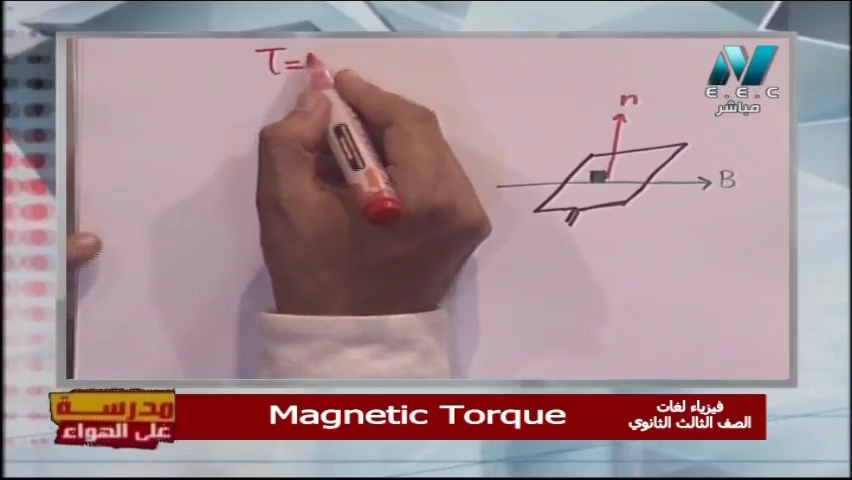 τ =
E.E.C
مباشر
n
B
مدرسة
على الهواء
Magnetic Torque
فيزياء لغات
الصف الثالث الثانوي